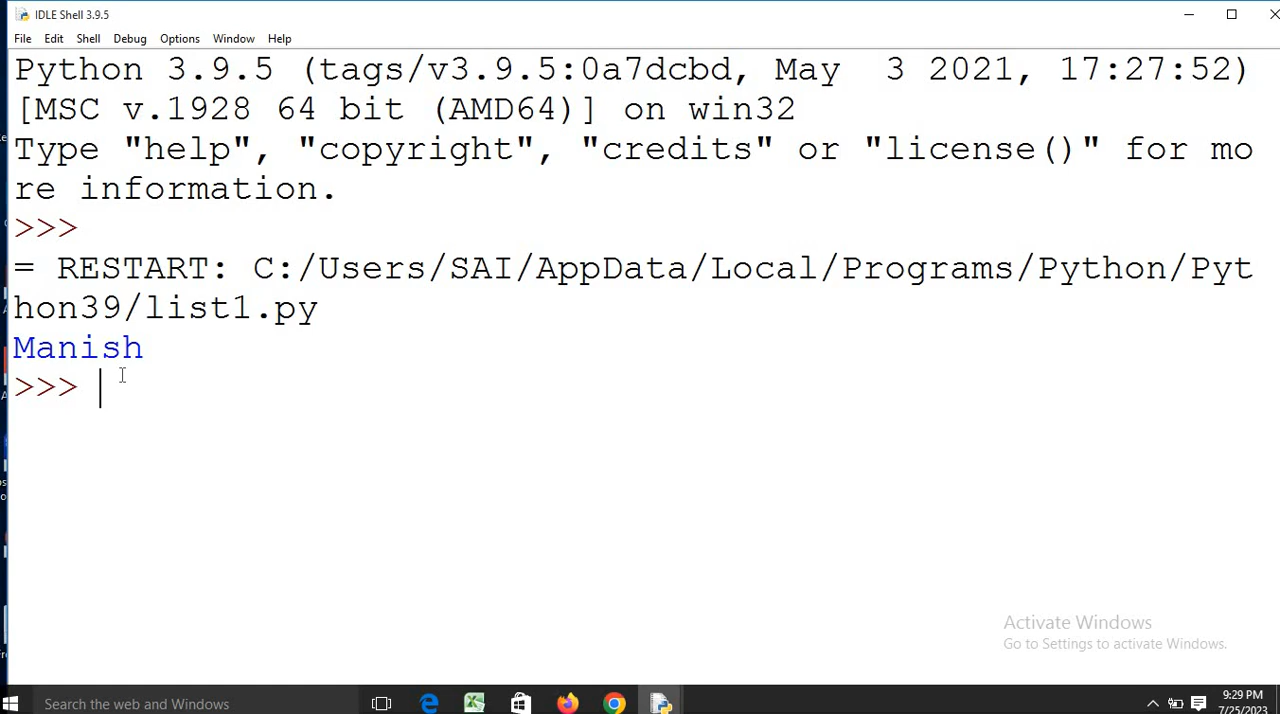 IDLE Shell 3.9.5
File Edit Shell Debug Options Window Help
Python 3.9.5 (tags/v3.9.5:0a7dcbd, May  3 2021, 17:27:52)
[MSC v.1928 64 bit (AMD64)] on win32
Type "help", "copyright", "credits" or "license()" for mo
re information.
>>>
= RESTART: C:/Users/SAI/AppData/Local/Programs/Python/Pyt
hon39/list1.py
Manish
>>>
Activate Windows
Go to Settings to activate Windows.
Search the web and Windows
9:29 PM
7/25/2023